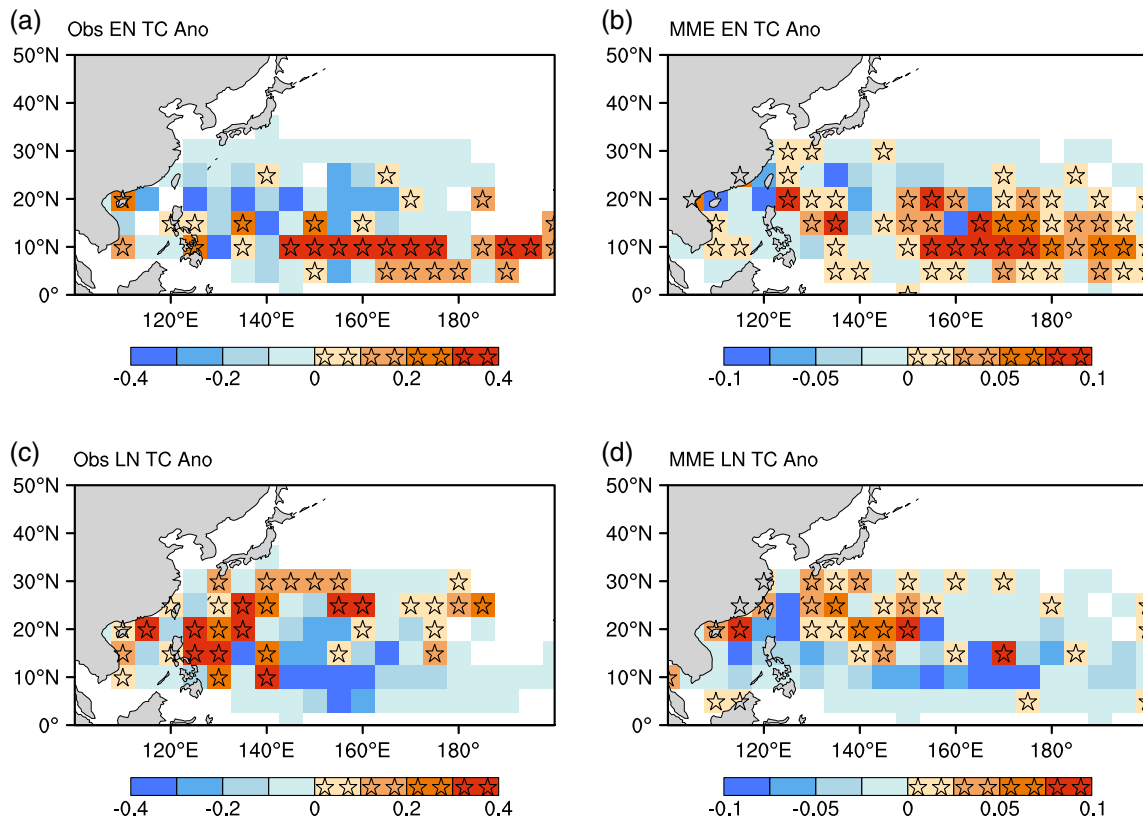 (a) Obs EN TC Ano
50°N
40°N
30°N
20°N
10°N
0°
120°E 140°E 160°E 180°
-0.4 -0.2 0 0.2 0.4
(b) MME EN TC Ano
50°N
40°N
30°N
20°N
10°N
0°
120°E 140°E 160°E 180°
-0.1 -0.05 0 0.05 0.1
(c) Obs LN TC Ano
50°N
40°N
30°N
20°N
10°N
0°
120°E 140°E 160°E 180°
-0.4 -0.2 0 0.2 0.4
(d) MME LN TC Ano
50°N
40°N
30°N
20°N
10°N
0°
120°E 140°E 160°E 180°
-0.1 -0.05 0 0.05 0.1